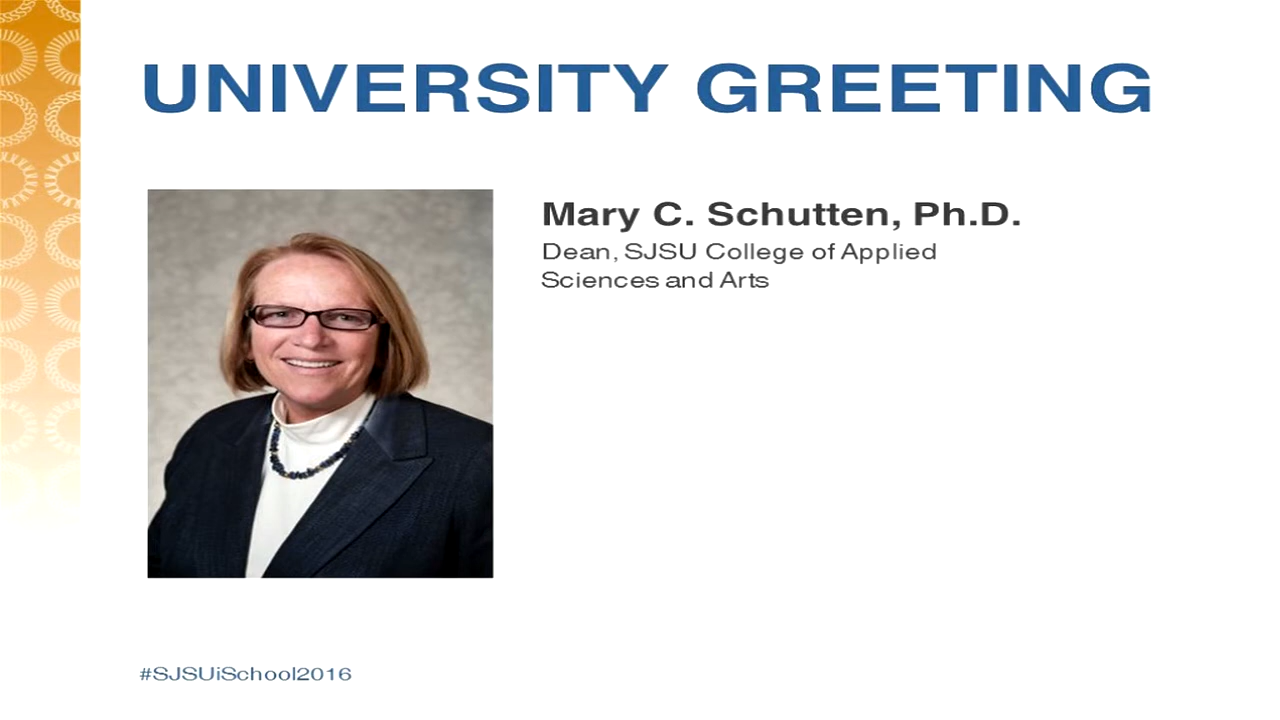 UNIVERSITY GREETING
Mary C. Schutten, Ph.D.
Dean, SJSU College of Applied
Sciences and Arts
#SJSUiSchool2016